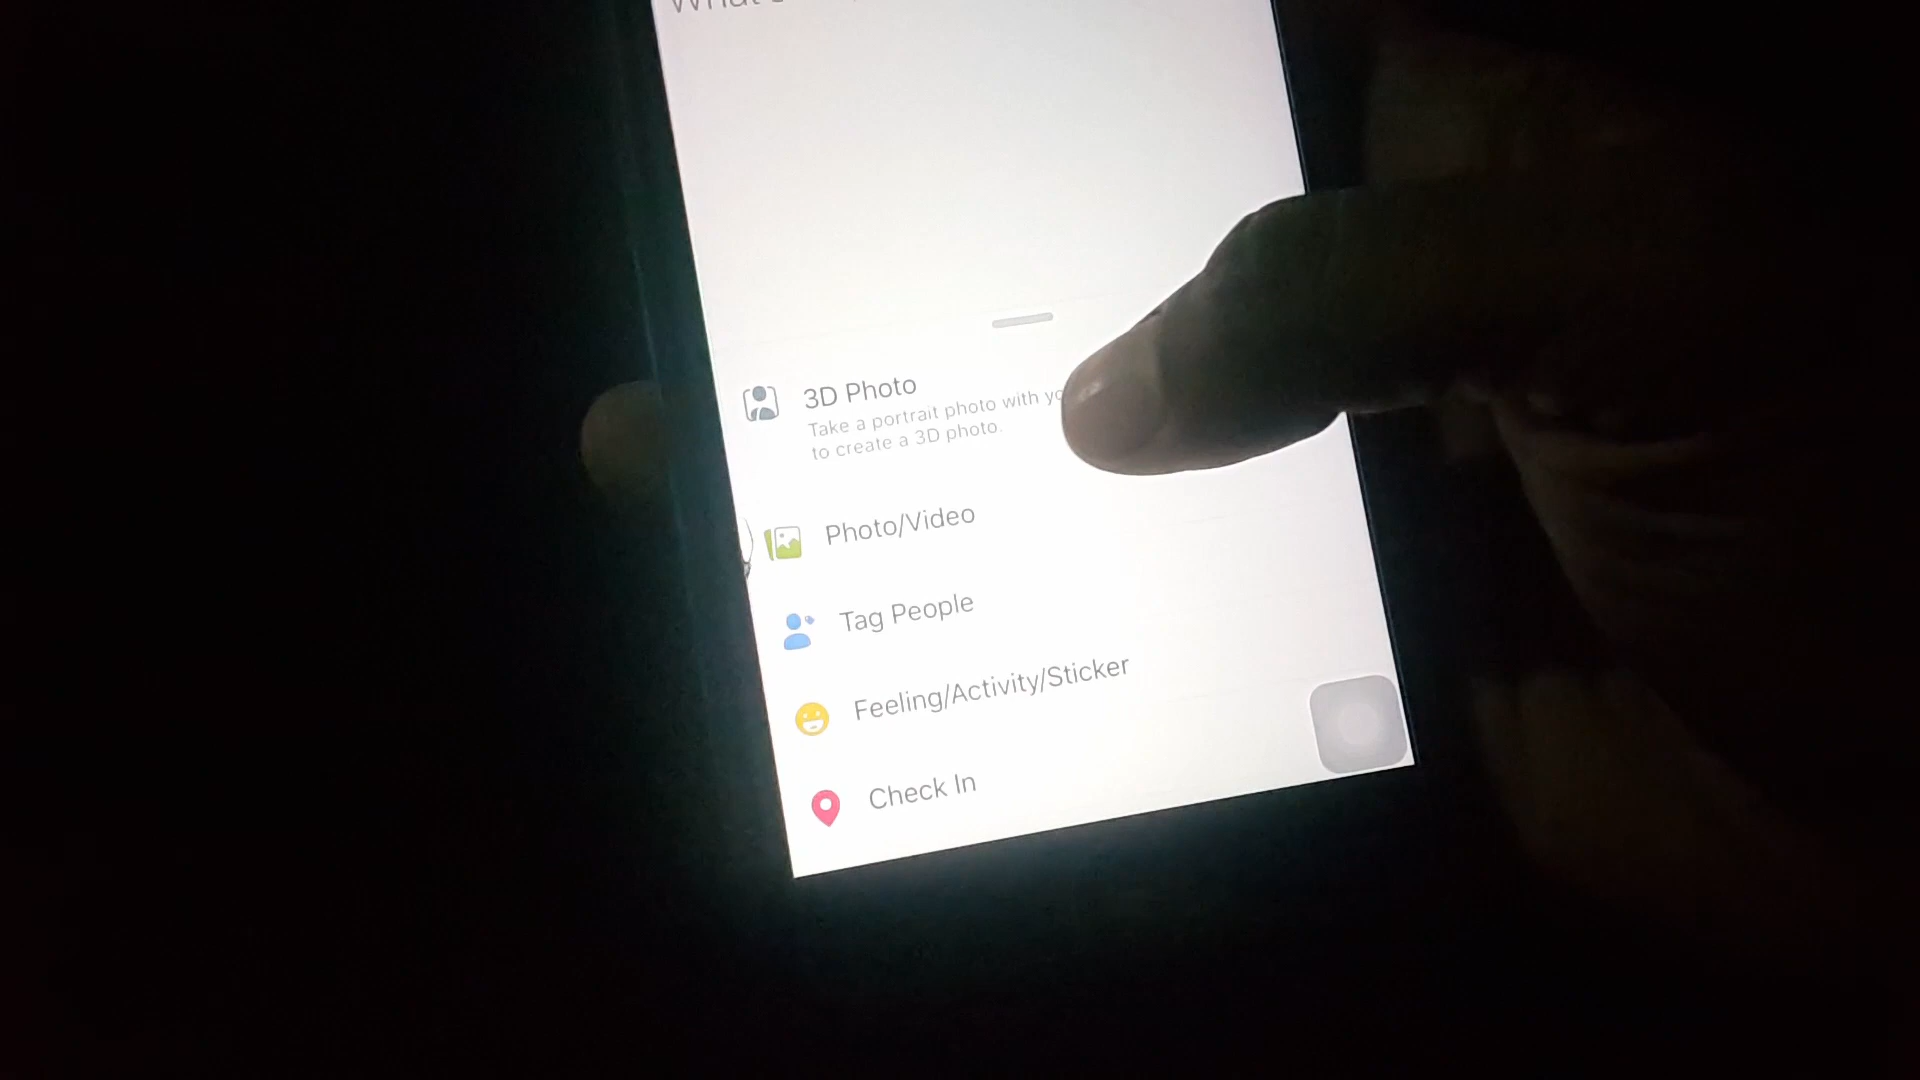 3D Photo
Take a portrait photo with
to create a 3D photo.
Photo/Video
Tag People
Feeling/Activity/Sticker
Check In